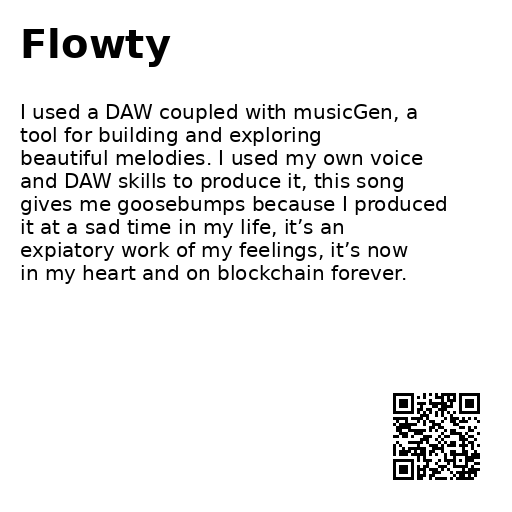 Flowty
I used a DAW coupled with musicGen, a
tool for building and exploring
beautiful melodies. I used my own voice
and DAW skills to produce it, this song
gives me goosebumps because I produced
it at a sad time in my life, it’s an
expiatory work of my feelings, it’s now
in my heart and on blockchain forever.